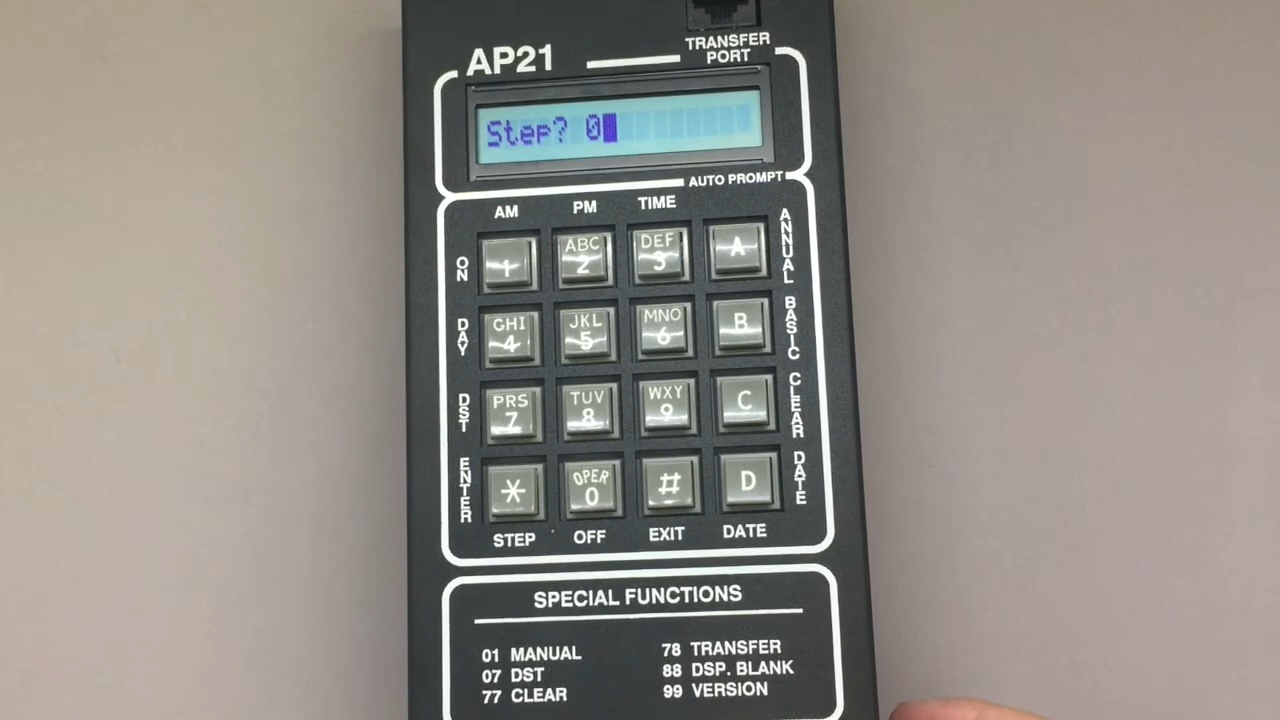 AP21
TRANSFER
PORT
Step? 0
AUTO PROMPT
AM PM TIME
ON
1
ABC
2
DEF
3
A
ANNUAL
DAY
GHI
4
JKL
5
MNO
6
B
BASIC
DST
PRS
7
TUV
8
WXY
9
C
CLEAR
ENTER
*
OPER
0
#
D
DATE
STEP OFF EXIT DATE
SPECIAL FUNCTIONS
01 MANUAL
07 DST
77 CLEAR
78 TRANSFER
88 DSP. BLANK
99 VERSION